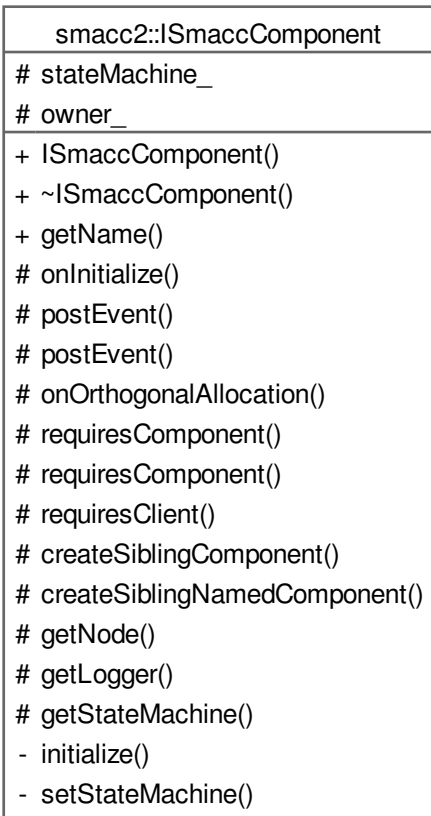 smacc2::ISmaccComponent
# stateMachine_
# owner_
+ ISmaccComponent()
+ ~ISmaccComponent()
+ getName()
# onInitialize()
# postEvent()
# postEvent()
# onOrthogonalAllocation()
# requiresComponent()
# requiresComponent()
# requiresClient()
# createSiblingComponent()
# createSiblingNamedComponent()
# getNode()
# getLogger()
# getStateMachine()
- initialize()
- setStateMachine()